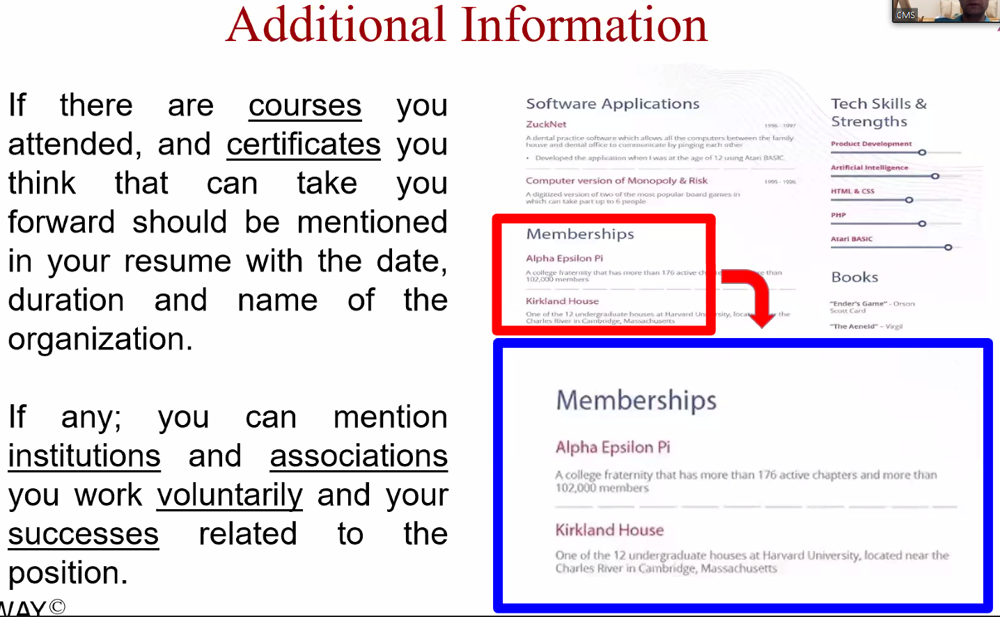 Additional Information
CMS
If there are courses you
attended, and certificates you
think that can take you
forward should be mentioned
in your resume with the date,
duration and name of the
organization.
If any; you can mention
institutions and associations
you work voluntarily and your
successes related to the
position.
WAY©
Software Applications
ZuckNet
1996 - 1997
A dental practice software which allows all the computers between the family
house and dental office to communicate by pinging each other
• Developed the application when I was at the age of 12 using Atari BASIC.
Computer version of Monopoly & Risk
1995 - 1996
A digitized version of two of the most popular board games in
which can take part up to 6 people
Memberships
Alpha Epsilon Pi
A college fraternity that has more than 176 active than
102,000 members
Kirkland House
One of the 12 undergraduate houses at Harvard the
Charles River in Cambridge, Massachusetts
Tech Skills &
Strengths
Product Development
Artificial Intelligence
HTML & CSS
PHP
Atari BASIC
Books
"Ender's Game" - Orson
Scott Card
"The Aeneid" – Virgil
Memberships
Alpha Epsilon Pi
A college fraternity that has more than 176 active chapters and more than
102,000 members
Kirkland House
One of the 12 undergraduate houses at Harvard University, located near the
Charles River in Cambridge, Massachusetts